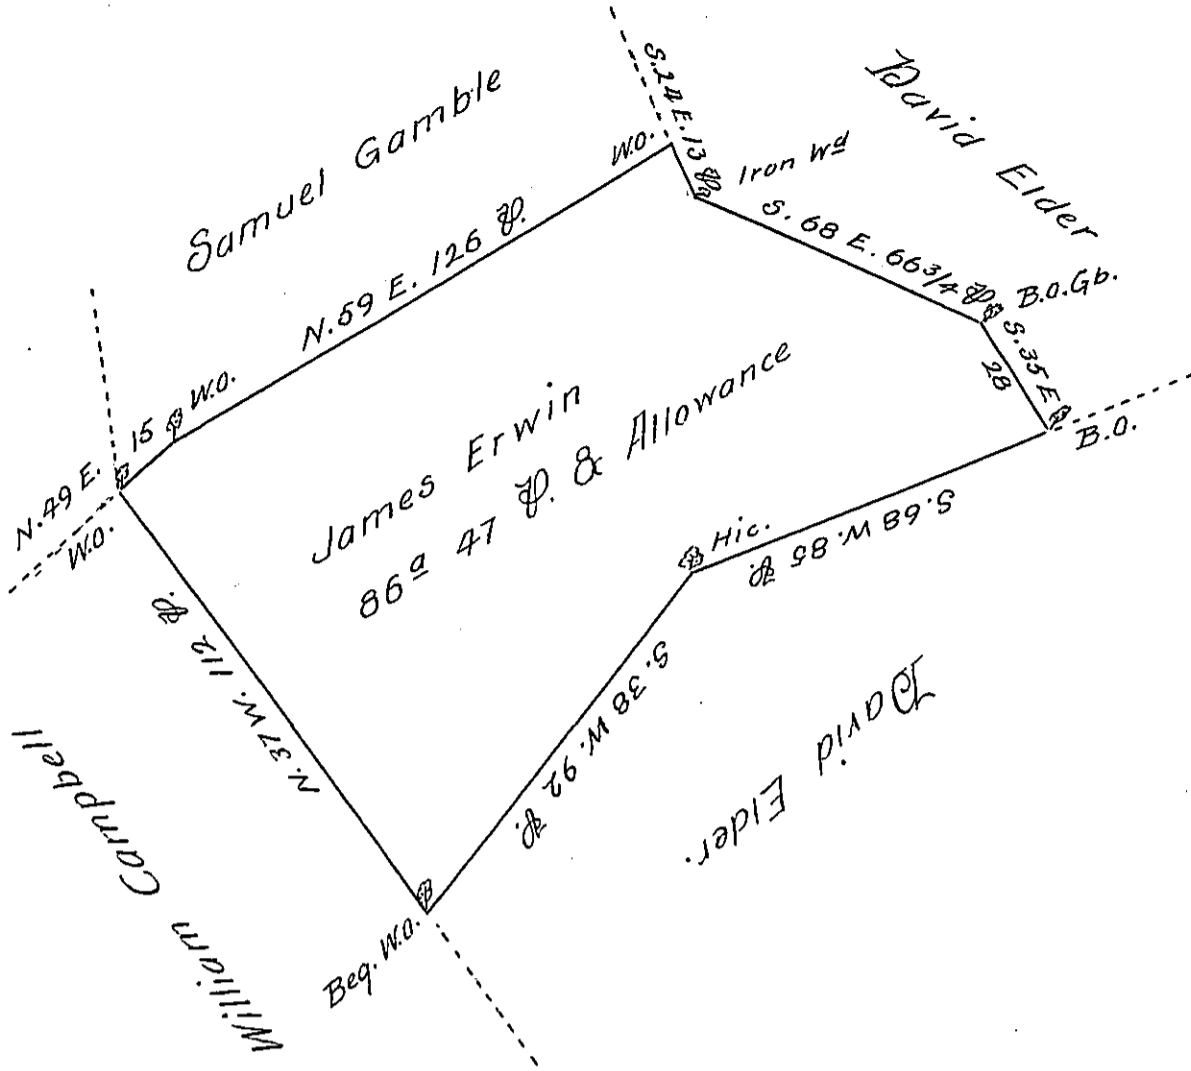 Samuel Gamble
David Elder
S. 24 E. 13 P.
W.O.
Iron Wd
S. 68 E. 66 3/4 P.
B.O. Gb.
S. 35 E
28
B.O.
N. 59 E. 126 P.
W.O.
N. 49 E. 15
W.O.
James Erwin
86 a 47 P. & Allowance
Hic.
S. 68 W. 85 P.
S. 38 W. 92 P.
David Elder.
N. 37 W. 112 P.
William Campbell
Beg. W.O.